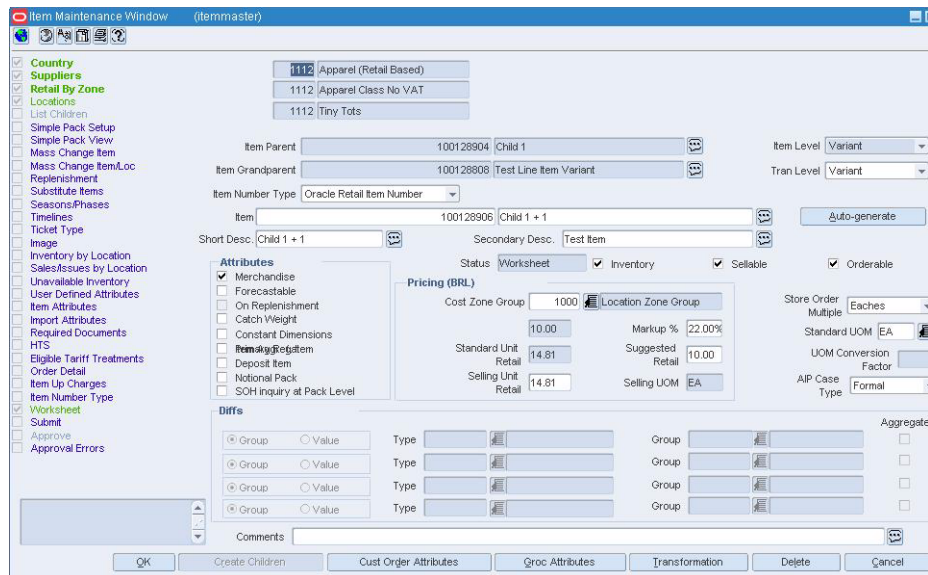 Item Maintenance Window (itemmaster)
Country
Suppliers
Retail By Zone
Locations
List Children
Simple Pack Setup
Simple Pack View
Mass Change Item
Mass Change Item/Loc
Replenishment
Substitute Items
Seasons/Phases
Timelines
Ticket Type
Image
Inventory by Location
Sales/Issues by Location
Unavailable Inventory
User Defined Attributes
Item Attributes
Import Attributes
Required Documents
HTS
Eligible Tariff Treatments
Order Detail
Item Up Charges
Item Number Type
Worksheet
Submit
Approve
Approval Errors
1112 Apparel (Retail Based)
1112 Apparel Class No VAT
1112 Tiny Tots
Item Parent 100128904 Child 1 Item Level Variant
Item Grandparent 100128808 Test Line Item Variant Tran Level Variant
Item Number Type Oracle Retail Item Number
Item 100128906 Child 1 + 1 Auto-generate
Short Desc. Child 1 + 1 Secondary Desc. Test Item
Status Worksheet Inventory Sellable Orderable
Attributes
Merchandise
Forecastable
On Replenishment
Catch Weight
Constant Dimensions
Deposit Item
Notional Pack
SOH inquiry at Pack Level
Pricing (BRL)
Cost Zone Group 1000 Location Zone Group
10.00 Markup % 22.00%
Standard Unit Retail 14.81 Suggested Retail 10.00
Selling Unit Retail 14.81 Selling UOM EA
Store Order Multiple Eaches
Standard UOM EA
UOM Conversion Factor
AIP Case Type Formal
Diffs
Aggregate
Group Value Type Group
Group Value Type Group
Group Value Type Group
Group Value Type Group
Comments
OK Create Children Cust Order Attributes Groc Attributes Transformation Delete Cancel